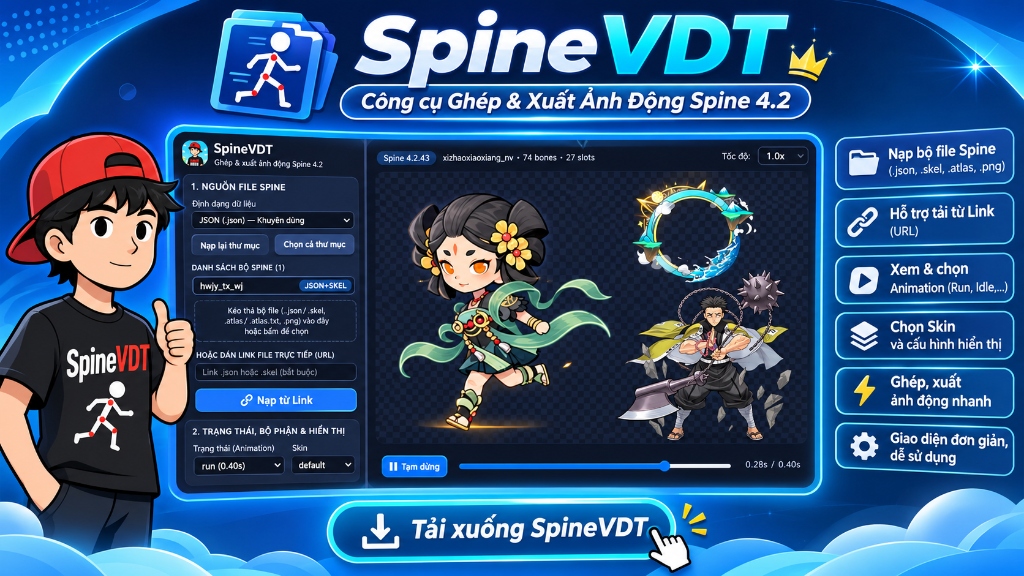 SpineVDT
Công cụ Ghép & Xuất Ảnh Động Spine 4.2
SpineVDT
Ghép & xuất ảnh động Spine 4.2
1. NGUỒN FILE SPINE
Định dạng dữ liệu
JSON (.json) — Khuyên dùng
Nạp lại thư mục
Chọn cả thư mục
DANH SÁCH BỘ SPINE (1)
hwjy_tx_wj
JSON+SKEL
Kéo thả bộ file (.json / .skel,
.atlas / .atlas.txt, .png) vào đây
hoặc bấm để chọn
HOẶC DÁN LINK FILE TRỰC TIẾP (URL)
Link .json hoặc .skel (bắt buộc)
Nạp từ Link
2. TRẠNG THÁI, BỘ PHẬN & HIỂN THỊ
Trạng thái (Animation)
Skin
run (0.40s)
default
Spine 4.2.43
xizhaoxiaoxiang_nv • 74 bones • 27 slots
Tốc độ:
1.0x
Tạm dừng
0.28s / 0.40s
Nạp bộ file Spine
(.json, .skel, .atlas, .png)
Hỗ trợ tải từ Link
(URL)
Xem & chọn
Animation (Run, Idle,...)
Chọn Skin
và cấu hình hiển thị
Ghép, xuất
ảnh động nhanh
Giao diện đơn giản,
dễ sử dụng
SpineVDT
Tải xuống SpineVDT